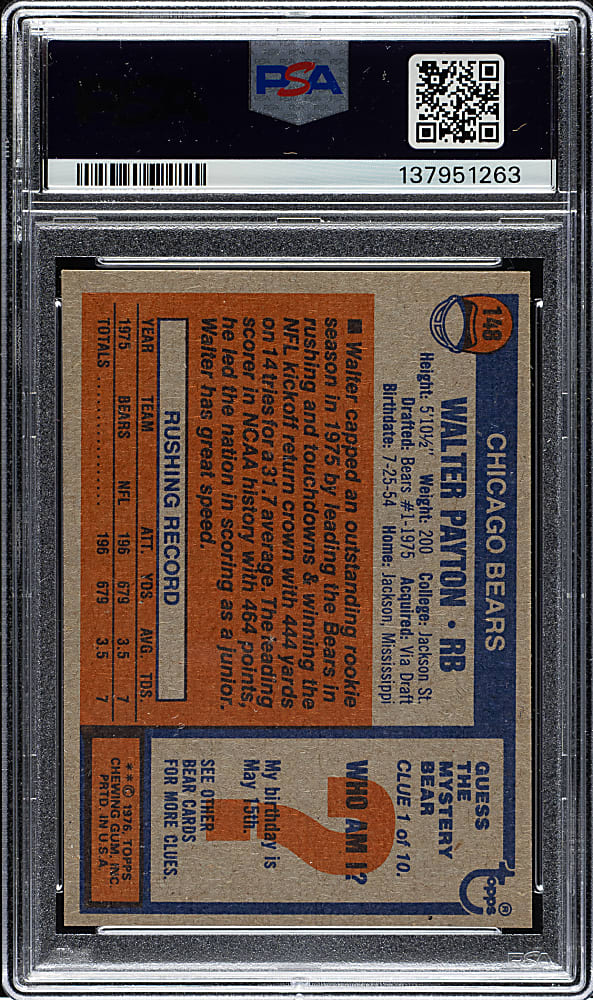 PSA
137951263
148
CHICAGO BEARS
WALTER PAYTON • RB
Height: 5'10½" Weight: 200 College: Jackson St.
Drafted: Bears #1-1975 Acquired: Via Draft
Birthdate: 7-25-54 Home: Jackson, Mississippi
■ Walter capped an outstanding rookie
season in 1975 by leading the Bears in
rushing and touchdowns & winning the
NFL kickoff return crown with 444 yards
on 14 tries for a 31.7 average. The leading
scorer in NCAA history with 464 points,
he led the nation in scoring as a junior.
Walter has great speed.
RUSHING RECORD
YEAR TEAM ATT. YDS. AVG. TDS.
1975 BEARS NFL 196 679 3.5 7
TOTALS ............... 196 679 3.5 7
topps®
GUESS
THE
MYSTERY
BEAR
CLUE 1 of 10.
WHO AM I?
?
My birthday is
May 15th.
SEE OTHER
BEAR CARDS
FOR MORE CLUES.
** © 1976, TOPPS
CHEWING GUM, INC.
PRTD. IN U.S.A.
PSA